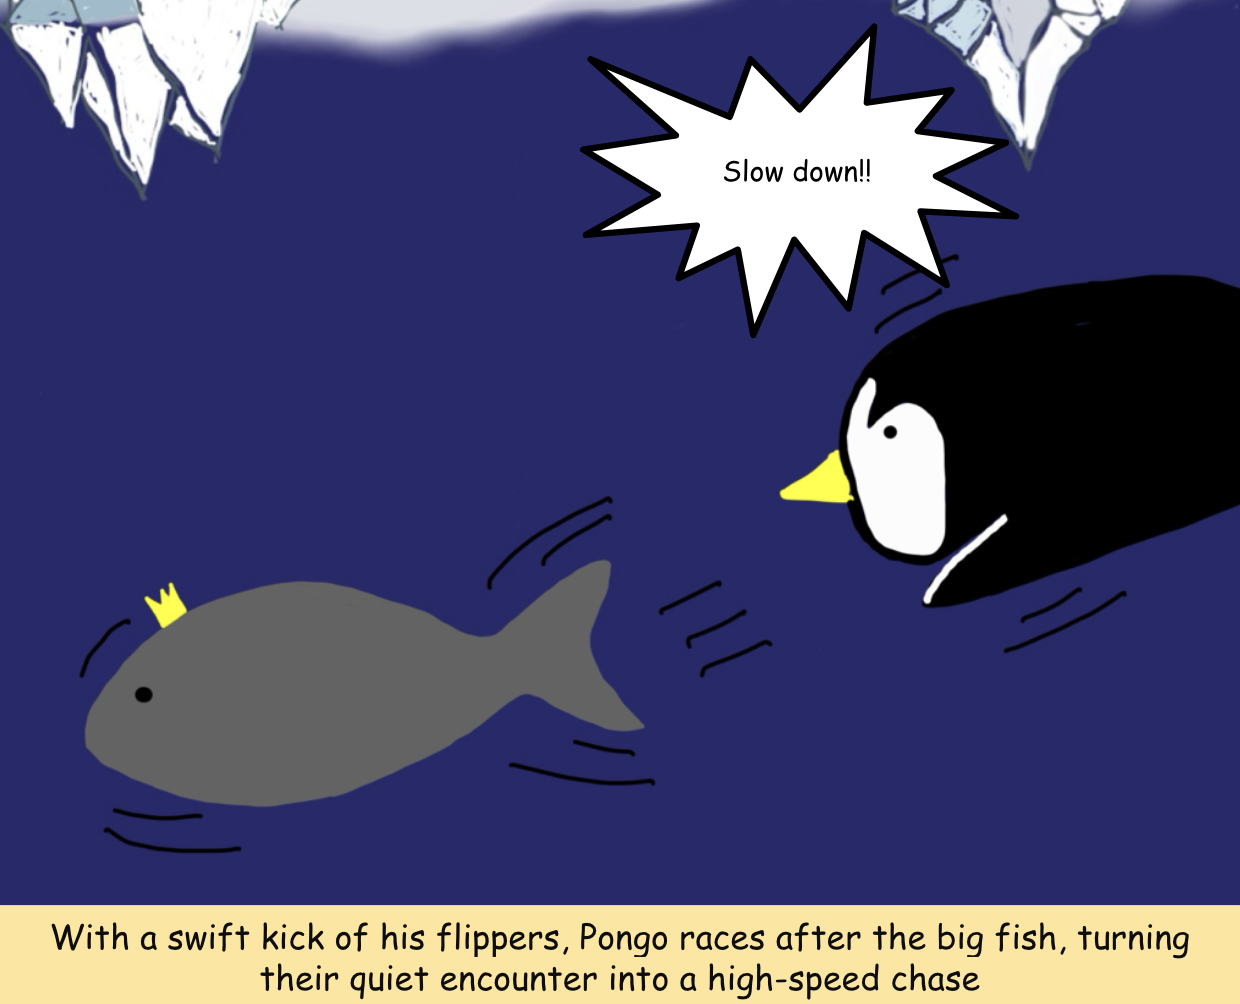 Slow down!!
With a swift kick of his flippers, Pongo races after the big fish, turning
their quiet encounter into a high-speed chase